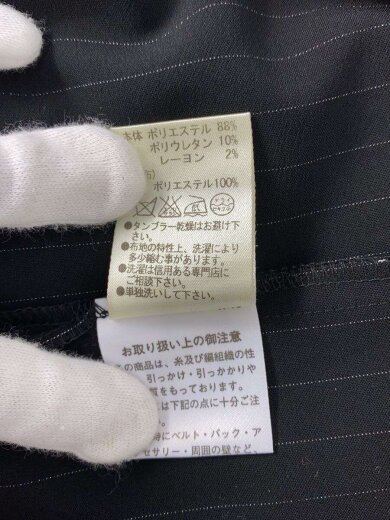 本体 ポリエステル 88%
ポリウレタン 10%
レーヨン 2%
布)
ポリエステル100%
●タンブラー乾燥はお避け下
さい。
●布地の特性上、洗濯により
多少縮む事があります。
●洗濯は信用ある専門店に
ご相談下さい。
●単独洗いして下さい。
お取り扱い上の御注意
この商品は、糸及び編組織の性
引っかけ・引っかかり
質をもっております。
は下記の点に十分ご注
特にベルト・バック・ア
セサリー・周囲の壁など、